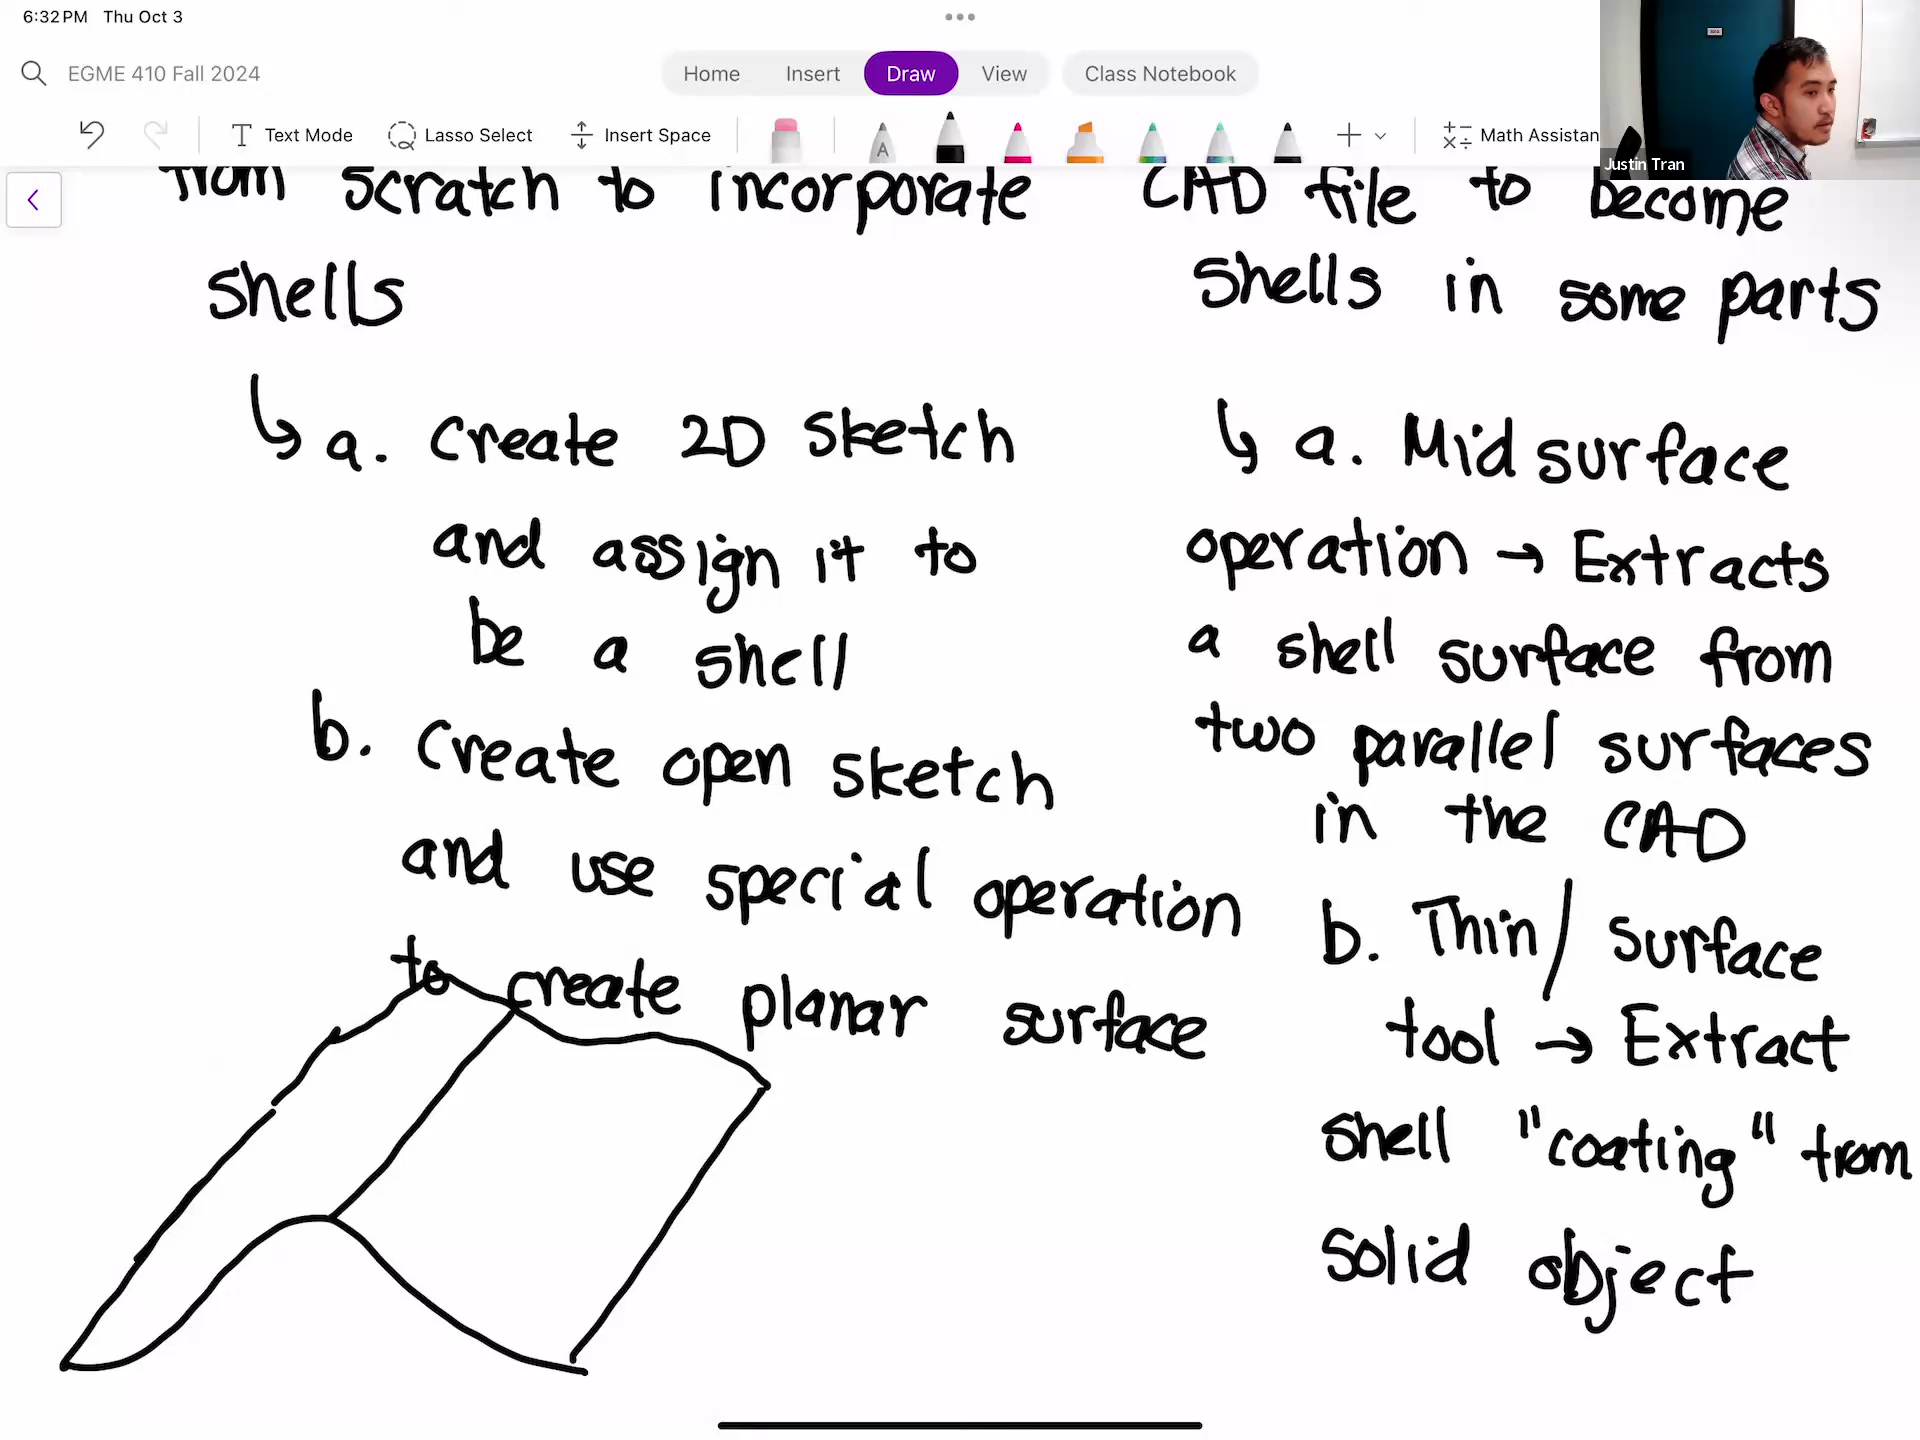 6:32 PM Thu Oct 3
EGME 410 Fall 2024
Home Insert Draw View Class Notebook
Text Mode Lasso Select Insert Space Math Assistan
Justin Tran
from scratch to incorporate
shells
a. Create 2D sketch
and assign it to
be a shell
b. Create open sketch
and use special operation
to create planar surface
CAD file to become
shells in some parts
a. Mid surface
operation → Extracts
a shell surface from
two parallel surfaces
in the CAD
b. Thin/ surface
tool → Extract
shell "coating" from
solid object